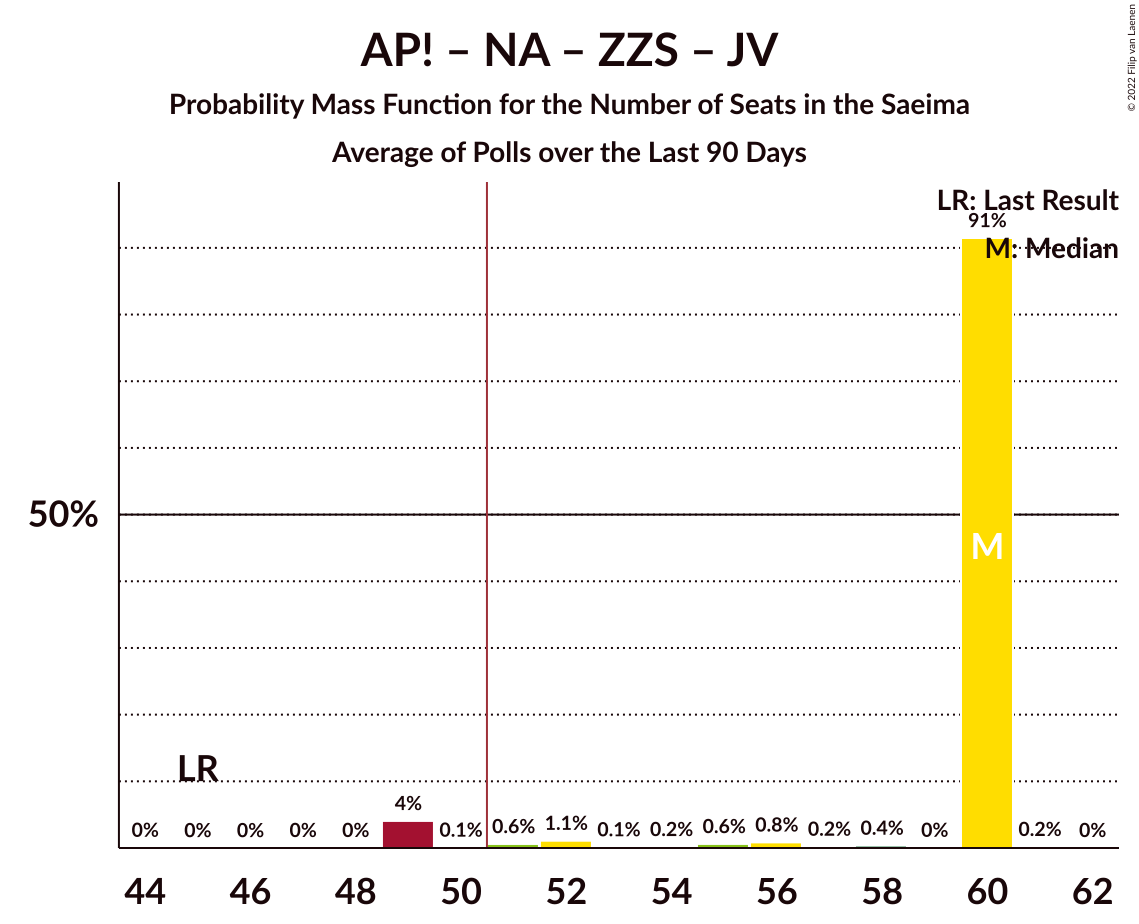 AP! – NA – ZZS – JV
Probability Mass Function for the Number of Seats in the Saeima
Average of Polls over the Last 90 Days
© 2022 Filip van Laenen
LR: Last Result
91%
M: Median
50%
M
LR
0% 0% 0% 0% 0% 4% 0.1% 0.6% 1.1% 0.1% 0.2% 0.6% 0.8% 0.2% 0.4% 0% 0.2% 0%
44 46 48 50 52 54 56 58 60 62